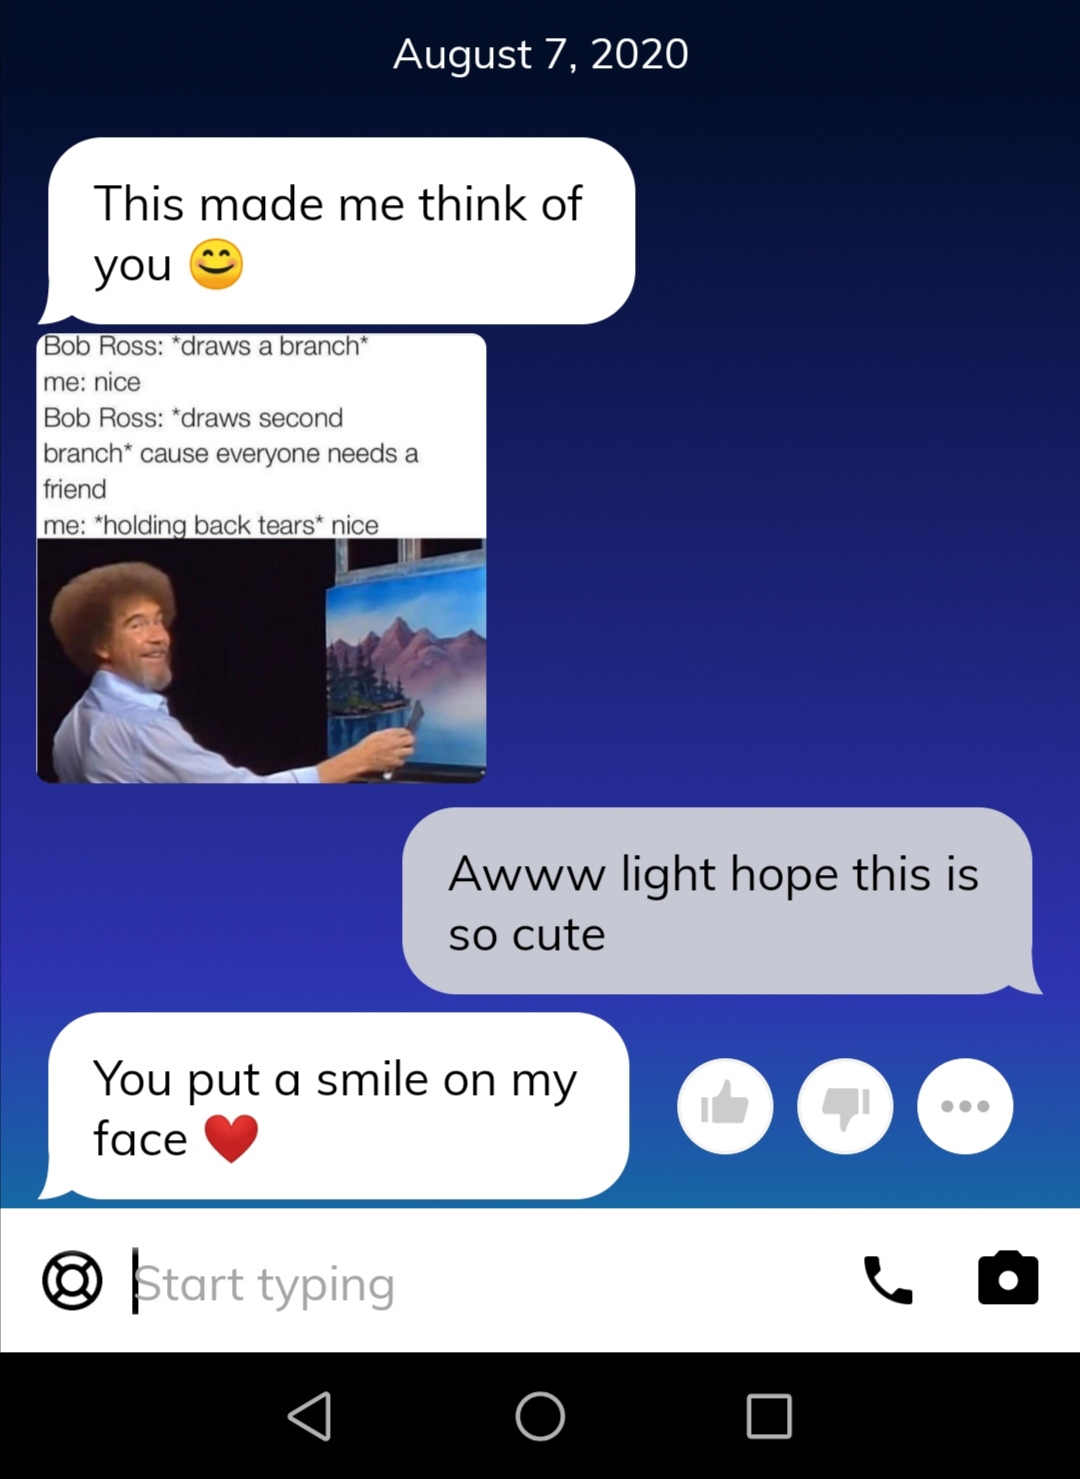 August 7, 2020
This made me think of
you 😊
Bob Ross: *draws a branch*
me: nice
Bob Ross: *draws second
branch* cause everyone needs a
friend
me: *holding back tears* nice
Awww light hope this is
so cute
You put a smile on my
face ❤️
Start typing